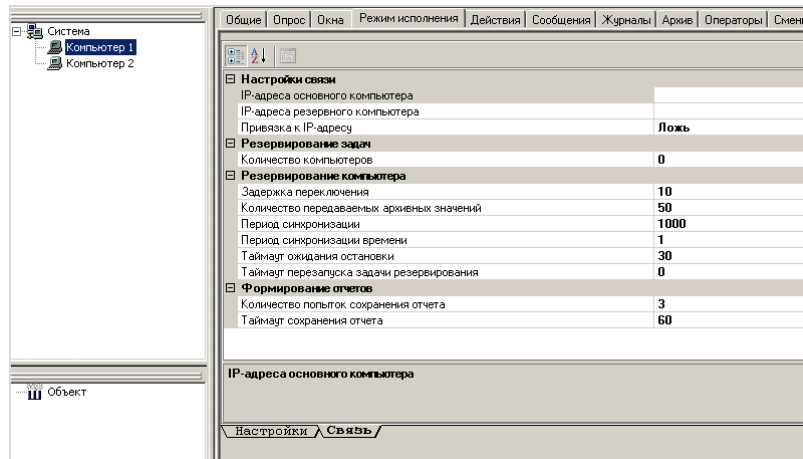 Общие Опрос Окна Режим исполнения Действия Сообщения Журналы Архив Операторы
Система
Компьютер 1
Компьютер 2
Настройки связи
IP-адреса основного компьютера
IP-адреса резервного компьютера
Привязка к IP-адресу Ложь
Резервирование задач
Количество компьютеров 0
Резервирование компьютера
Задержка переключения 10
Количество передаваемых архивных значений 50
Период синхронизации 1000
Период синхронизации времени 1
Таймаут ожидания остановки 30
Таймаут перезапуска задачи резервирования 0
Формирование отчетов
Количество попыток сохранения отчета 3
Таймаут сохранения отчета 60
IP-адреса основного компьютера
Объект
Настройки Связь